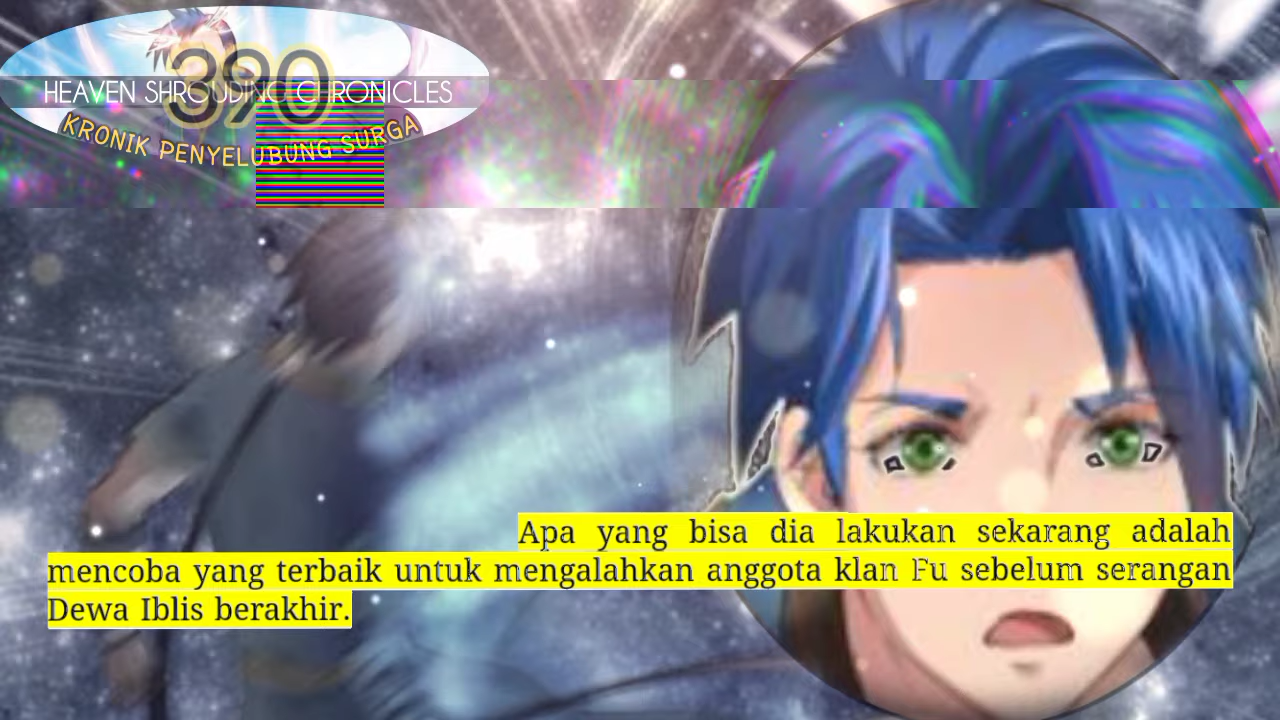 390
HEAVEN SHROUDING CHRONICLES
KRONIK PENYELUBUNG SURGA
Apa yang bisa dia lakukan sekarang adalah
mencoba yang terbaik untuk mengalahkan anggota klan Fu sebelum serangan
Dewa Iblis berakhir.